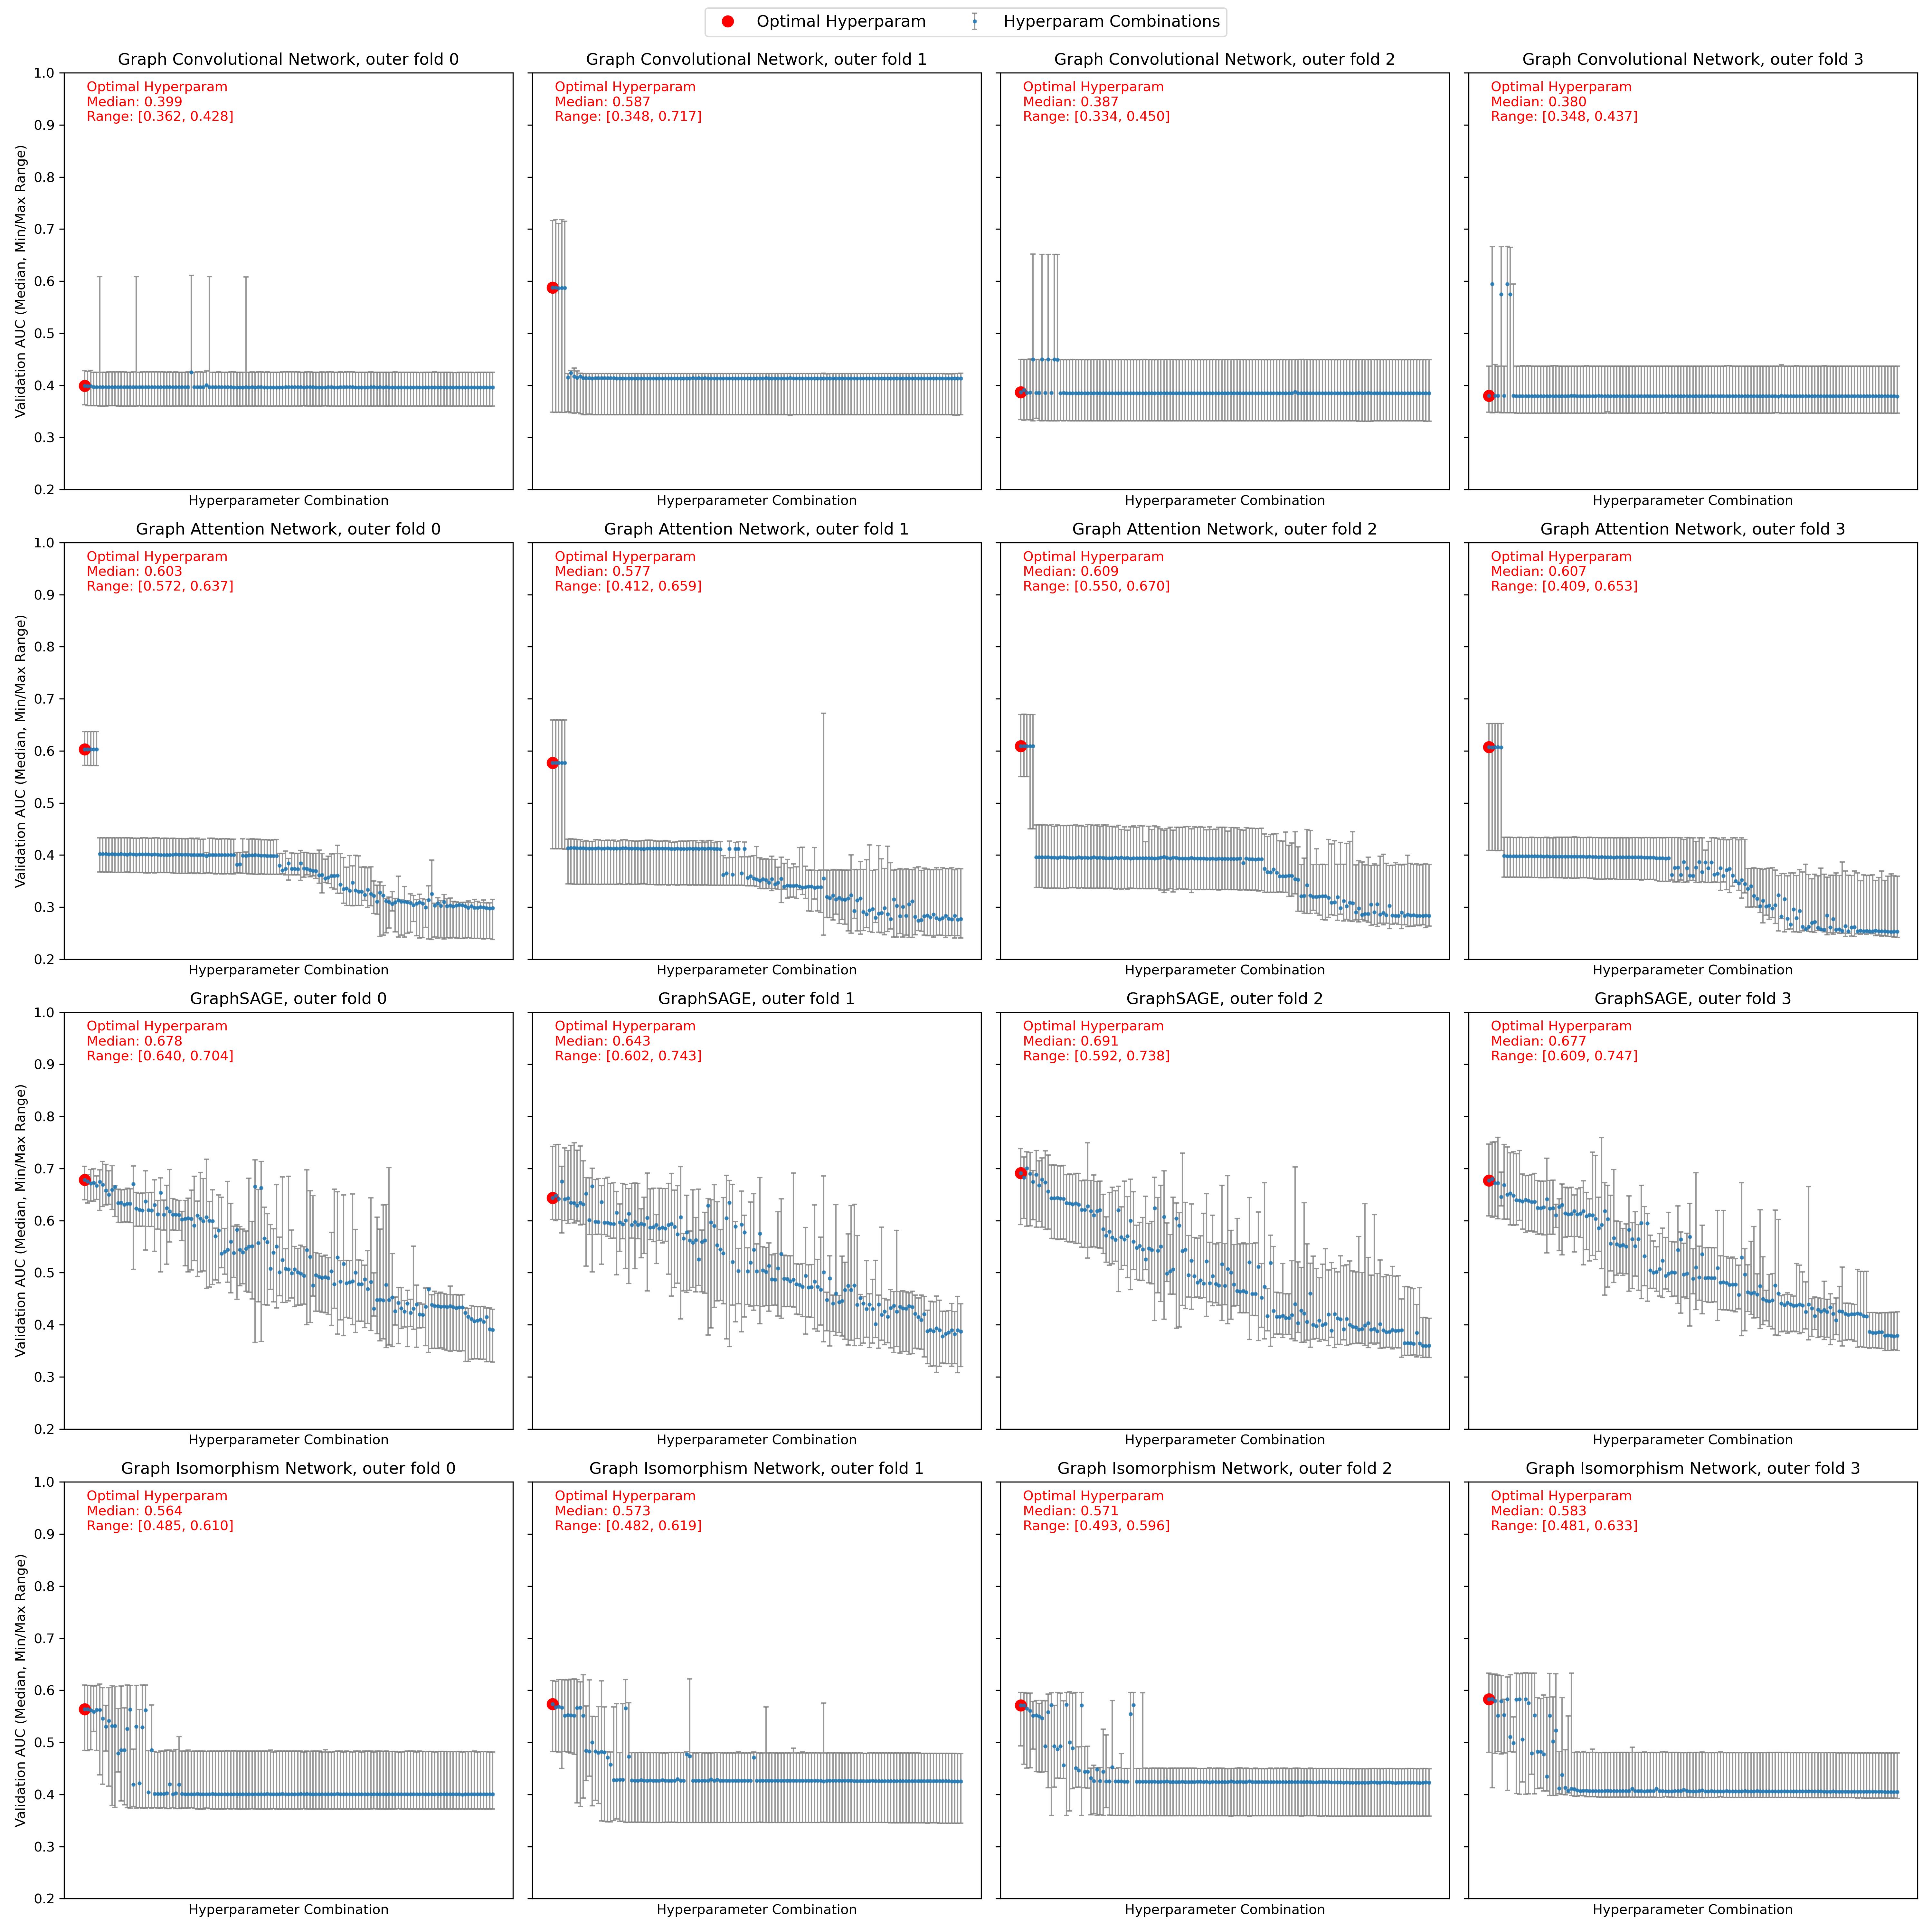 Optimal Hyperparam
Hyperparam Combinations
Graph Convolutional Network, outer fold 0
Graph Convolutional Network, outer fold 1
Graph Convolutional Network, outer fold 2
Graph Convolutional Network, outer fold 3
Validation AUC (Median, Min/Max Range)
1.0
0.9
0.8
0.7
0.6
0.5
0.4
0.3
0.2
Optimal Hyperparam
Median: 0.399
Range: [0.362, 0.428]
Optimal Hyperparam
Median: 0.587
Range: [0.348, 0.717]
Optimal Hyperparam
Median: 0.387
Range: [0.334, 0.450]
Optimal Hyperparam
Median: 0.380
Range: [0.348, 0.437]
Hyperparameter Combination
Hyperparameter Combination
Hyperparameter Combination
Hyperparameter Combination
Graph Attention Network, outer fold 0
Graph Attention Network, outer fold 1
Graph Attention Network, outer fold 2
Graph Attention Network, outer fold 3
Validation AUC (Median, Min/Max Range)
1.0
0.9
0.8
0.7
0.6
0.5
0.4
0.3
0.2
Optimal Hyperparam
Median: 0.603
Range: [0.572, 0.637]
Optimal Hyperparam
Median: 0.577
Range: [0.412, 0.659]
Optimal Hyperparam
Median: 0.609
Range: [0.550, 0.670]
Optimal Hyperparam
Median: 0.607
Range: [0.409, 0.653]
Hyperparameter Combination
Hyperparameter Combination
Hyperparameter Combination
Hyperparameter Combination
GraphSAGE, outer fold 0
GraphSAGE, outer fold 1
GraphSAGE, outer fold 2
GraphSAGE, outer fold 3
Validation AUC (Median, Min/Max Range)
1.0
0.9
0.8
0.7
0.6
0.5
0.4
0.3
0.2
Optimal Hyperparam
Median: 0.678
Range: [0.640, 0.704]
Optimal Hyperparam
Median: 0.643
Range: [0.602, 0.743]
Optimal Hyperparam
Median: 0.691
Range: [0.592, 0.738]
Optimal Hyperparam
Median: 0.677
Range: [0.609, 0.747]
Hyperparameter Combination
Hyperparameter Combination
Hyperparameter Combination
Hyperparameter Combination
Graph Isomorphism Network, outer fold 0
Graph Isomorphism Network, outer fold 1
Graph Isomorphism Network, outer fold 2
Graph Isomorphism Network, outer fold 3
Validation AUC (Median, Min/Max Range)
1.0
0.9
0.8
0.7
0.6
0.5
0.4
0.3
0.2
Optimal Hyperparam
Median: 0.564
Range: [0.485, 0.610]
Optimal Hyperparam
Median: 0.573
Range: [0.482, 0.619]
Optimal Hyperparam
Median: 0.571
Range: [0.493, 0.596]
Optimal Hyperparam
Median: 0.583
Range: [0.481, 0.633]
Hyperparameter Combination
Hyperparameter Combination
Hyperparameter Combination
Hyperparameter Combination